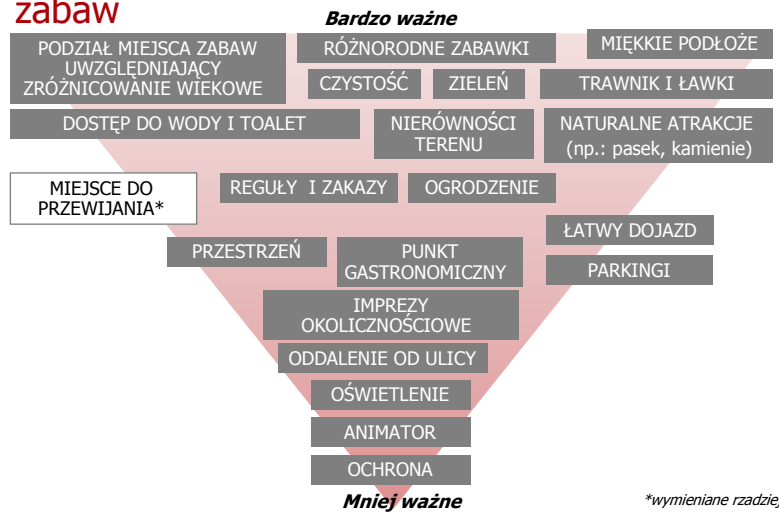 zabaw
Bardzo ważne
PODZIAŁ MIEJSCA ZABAW
UWZGLĘDNIAJĄCY
ZRÓŻNICOWANIE WIEKOWE
RÓŻNORODNE ZABAWKI
MIĘKKIE PODŁOŻE
CZYSTOŚĆ
ZIELEŃ
TRAWNIK I ŁAWKI
DOSTĘP DO WODY I TOALET
NIERÓWNOŚCI
TERENU
NATURALNE ATRAKCJE
(np.: pasek, kamienie)
MIEJSCE DO
PRZEWIJANIA*
REGUŁY I ZAKAZY
OGRODZENIE
ŁATWY DOJAZD
PRZESTRZEŃ
PUNKT
GASTRONOMICZNY
PARKINGI
IMPREZY
OKOLICZNOŚCIOWE
ODDALENIE OD ULICY
OŚWIETLENIE
ANIMATOR
OCHRONA
Mniej ważne
*wymieniane rzadziej